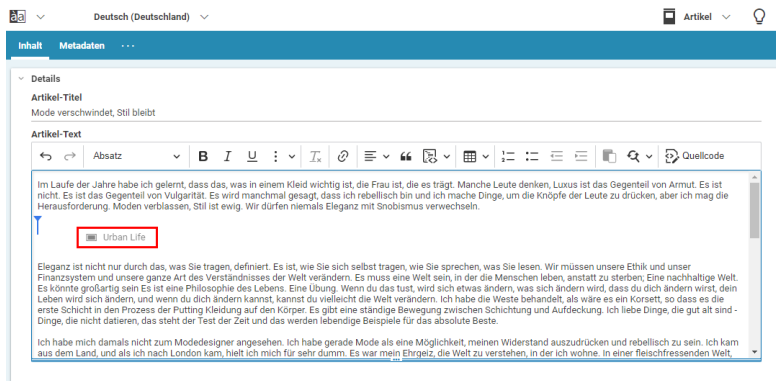 àa Deutsch (Deutschland) Artikel
Inhalt Metadaten ...
Details
Artikel-Titel
Mode verschwindet, Stil bleibt
Artikel-Text
Absatz B I U Tx Quellcode
Im Laufe der Jahre habe ich gelernt, dass das, was in einem Kleid wichtig ist, die Frau ist, die es trägt. Manche Leute denken, Luxus ist das Gegenteil von Armut. Es ist
nicht. Es ist das Gegenteil von Vulgarität. Es wird manchmal gesagt, dass ich rebellisch bin und ich mache Dinge, um die Knöpfe der Leute zu drücken, aber ich mag die
Herausforderung. Moden verblassen, Stil ist ewig. Wir dürfen niemals Eleganz mit Snobismus verwechseln.
Urban Life
Eleganz ist nicht nur durch das, was Sie tragen, definiert. Es ist, wie Sie sich selbst tragen, wie Sie sprechen, was Sie lesen. Wir müssen unsere Ethik und unser
Finanzsystem und unsere ganze Art des Verständnisses der Welt verändern. Es muss eine Welt sein, in der die Menschen leben, anstatt zu sterben; Eine nachhaltige Welt.
Es könnte großartig sein Es ist eine Philosophie des Lebens. Eine Übung. Wenn du das tust, wird sich etwas ändern, was sich ändern wird, dass du dich ändern wirst, dein
Leben wird sich ändern, und wenn du dich ändern kannst, kannst du vielleicht die Welt verändern. Ich habe die Weste behandelt, als wäre es ein Korsett, so dass es die
erste Schicht in den Prozess der Putting Kleidung auf den Körper. Es gibt eine ständige Bewegung zwischen Schichtung und Aufdeckung. Ich liebe Dinge, die gut alt sind -
Dinge, die nicht datieren, das steht der Test der Zeit und das werden lebendige Beispiele für das absolute Beste.
Ich habe mich damals nicht zum Modedesigner angesehen. Ich habe gerade Mode als eine Möglichkeit, meinen Widerstand auszudrücken und rebellisch zu sein. Ich kam
aus dem Land, und als ich nach London kam, hielt ich mich für sehr dumm. Es war mein Ehrgeiz, die Welt zu verstehen, in der ich wohne. In einer fleischfressenden Welt,